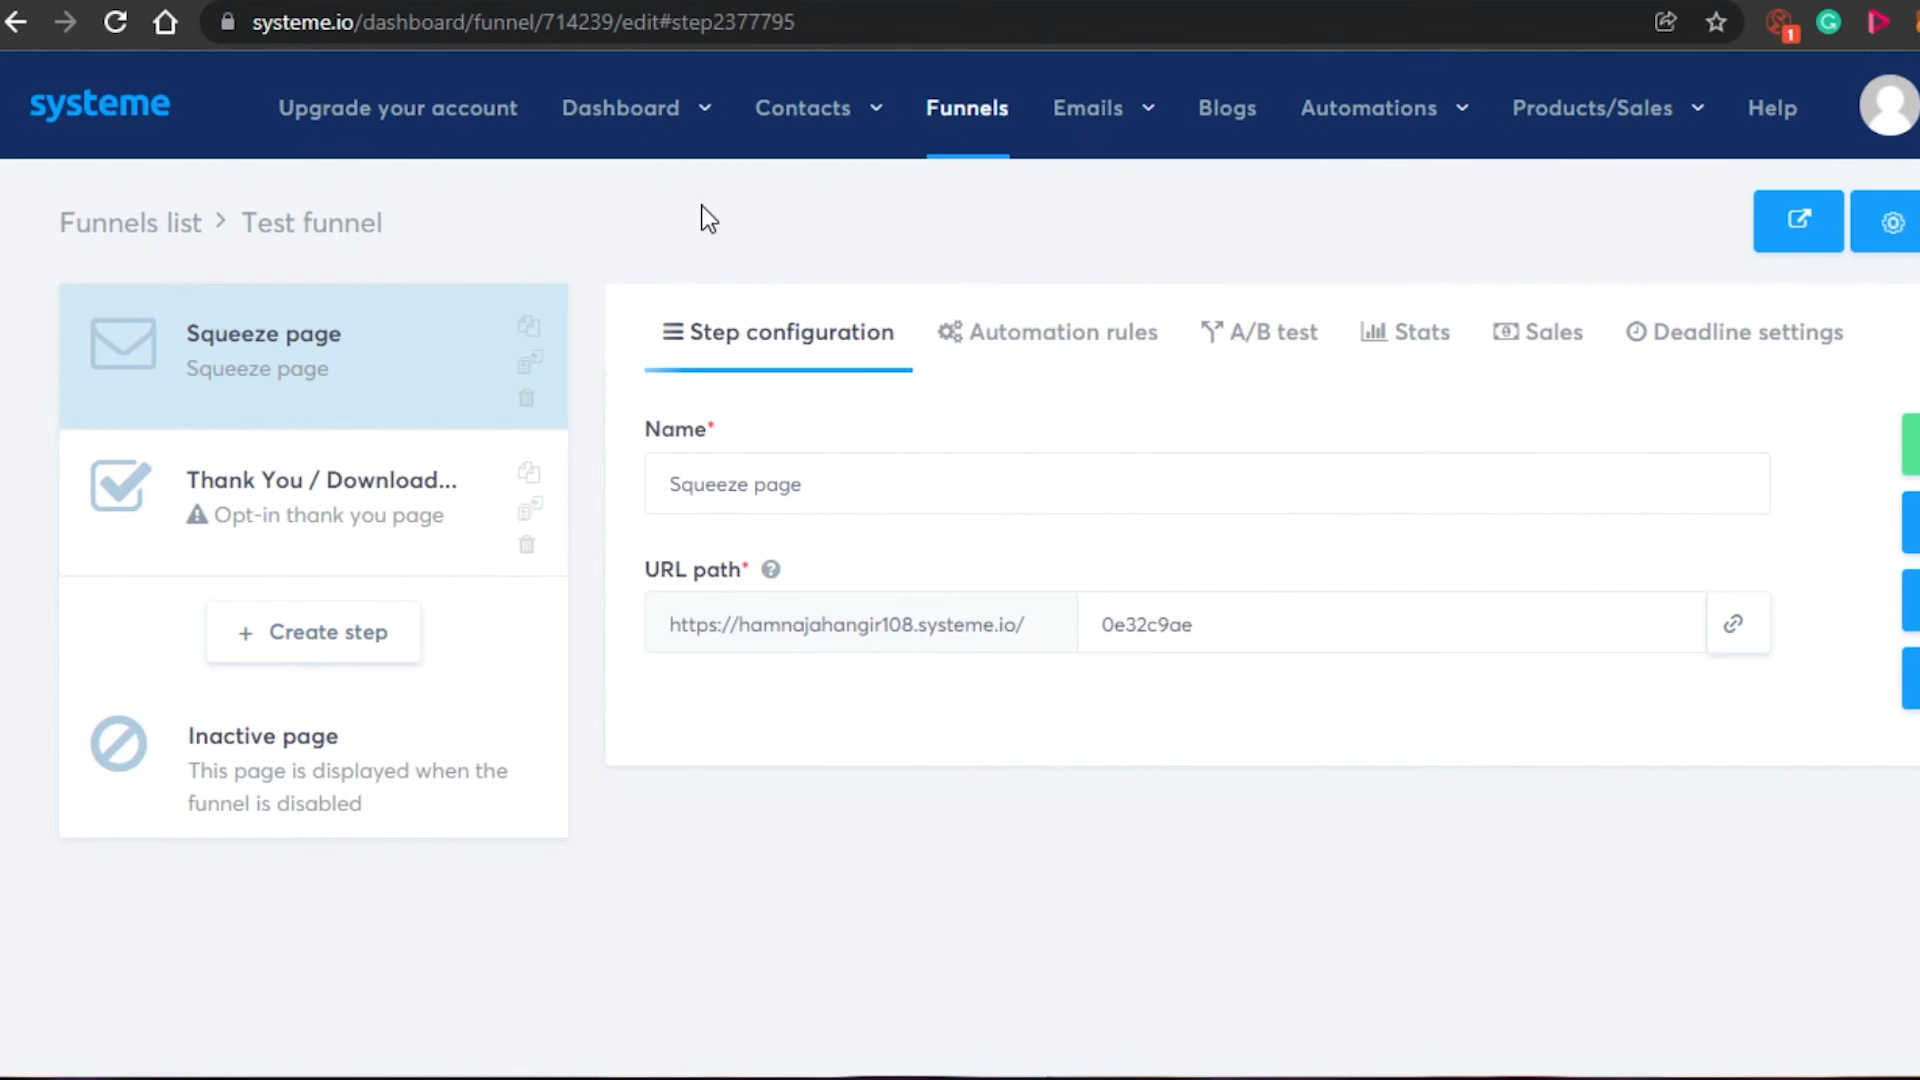 systeme.io/dashboard/funnel/714239/edit#step2377795
1
systeme
Upgrade your account
Dashboard
Contacts
Funnels
Emails
Blogs
Automations
Products/Sales
Help
Funnels list > Test funnel
Squeeze page
Squeeze page
Thank You / Download...
Opt-in thank you page
+ Create step
Inactive page
This page is displayed when the
funnel is disabled
Step configuration
Automation rules
A/B test
Stats
Sales
Deadline settings
Name*
Squeeze page
URL path* ?
https://hamnajahangir108.systeme.io/
0e32c9ae